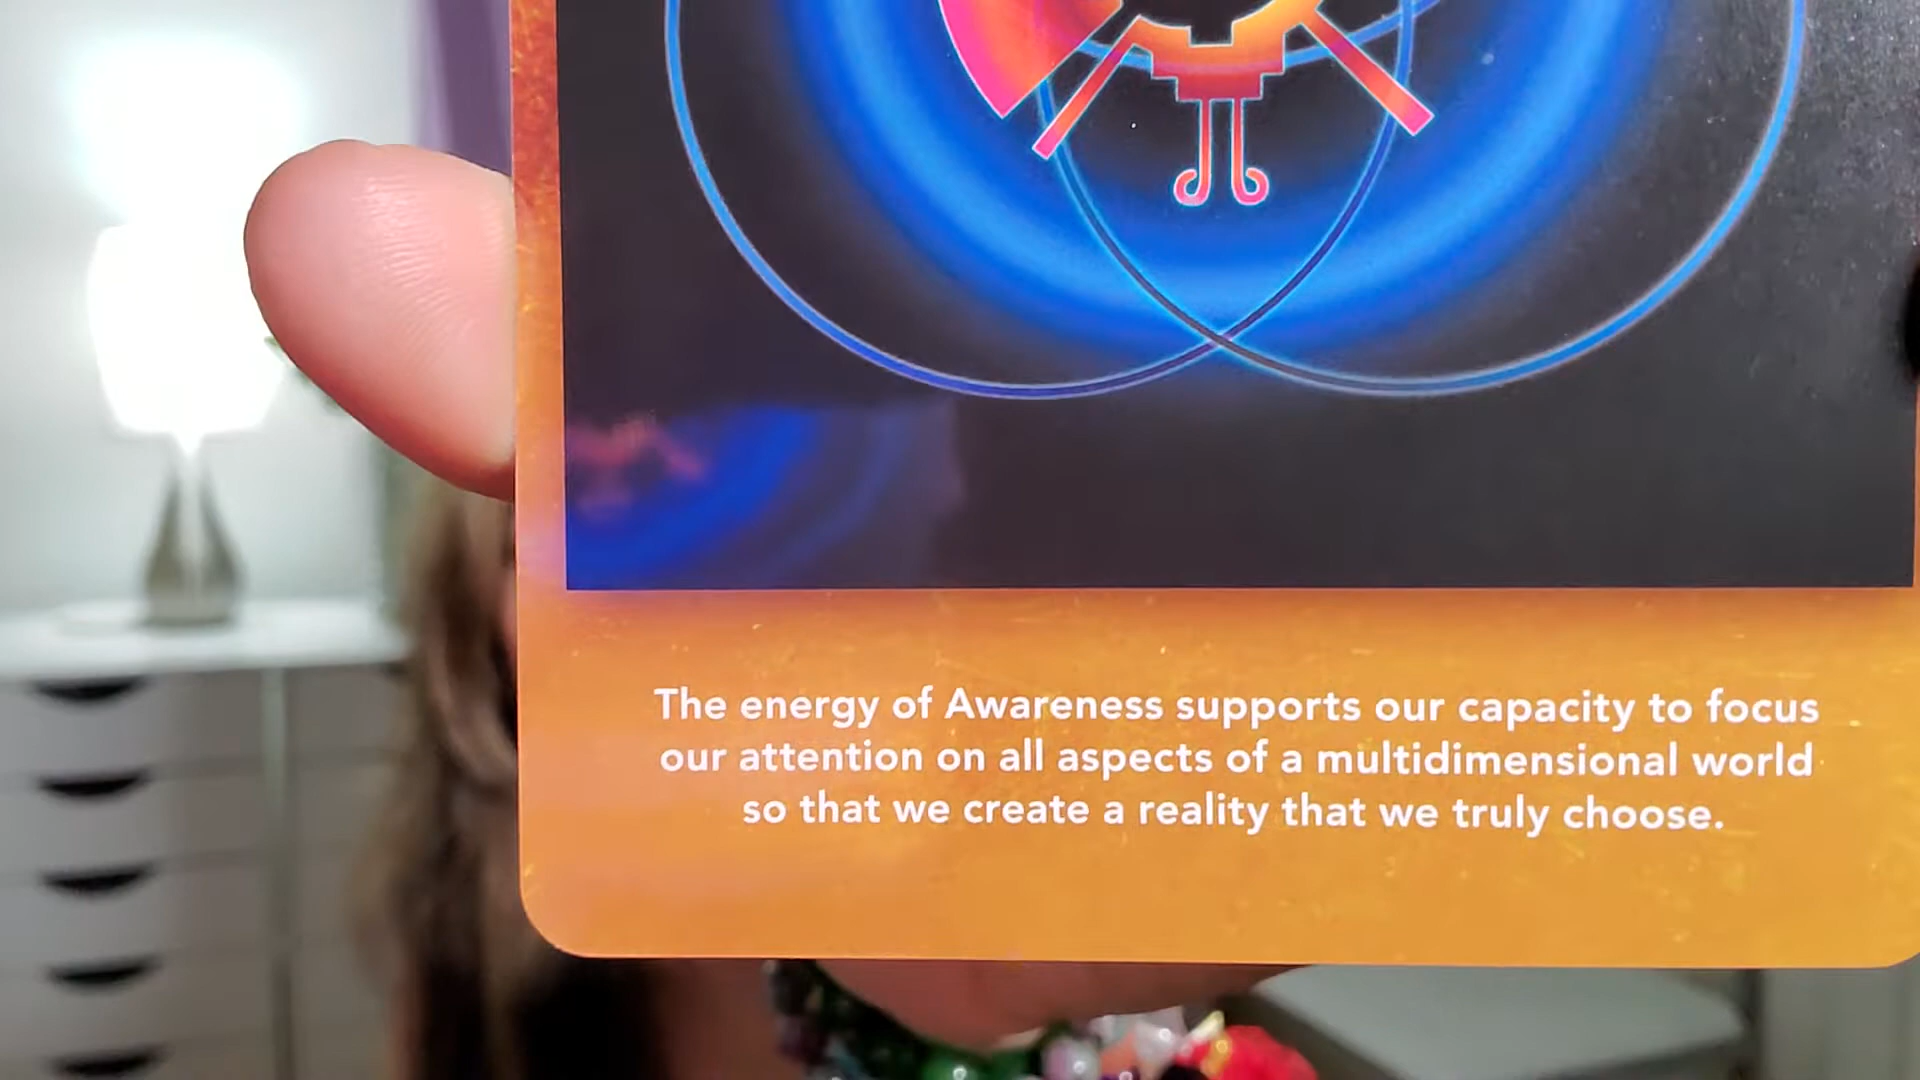 The energy of Awareness supports our capacity to focus
our attention on all aspects of a multidimensional world
so that we create a reality that we truly choose.